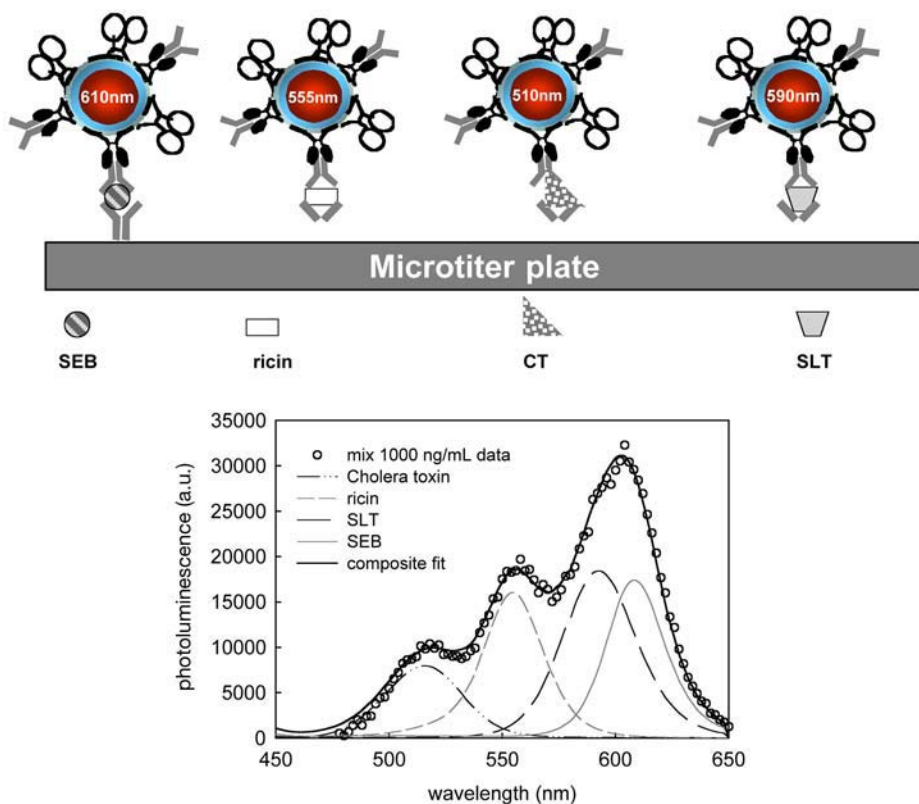 610nm 555nm 510nm 590nm
Microtiter plate
SEB ricin CT SLT
35000
30000
25000
20000
15000
10000
5000
0
photoluminescence (a.u.)
mix 1000 ng/mL data
Cholera toxin
ricin
SLT
SEB
composite fit
450 500 550 600 650
wavelength (nm)